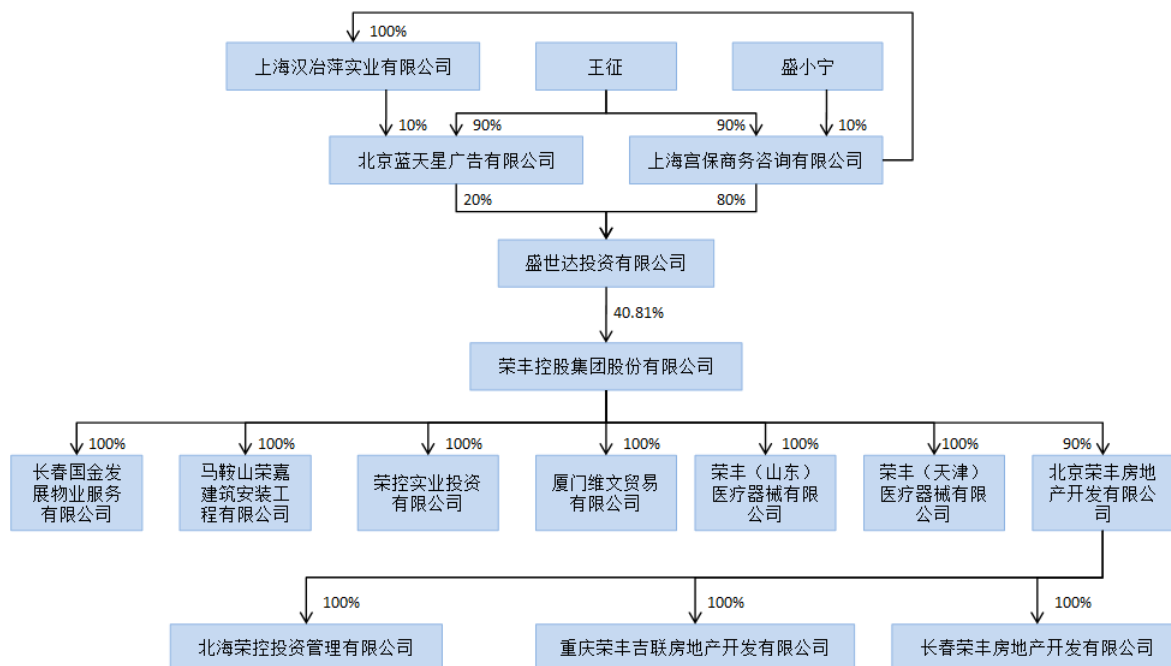 100%
上海汉冶萍实业有限公司
王征
盛小宁
10%
90%
90%
10%
北京蓝天星广告有限公司
上海宫保商务咨询有限公司
20%
80%
盛世达投资有限公司
40.81%
荣丰控股集团股份有限公司
100%
100%
100%
100%
100%
100%
90%
长春国金发
展物业服务
有限公司
马鞍山荣嘉
建筑安装工
程有限公司
荣控实业投资
有限公司
厦门维文贸易
有限公司
荣丰（山东）
医疗器械有限
公司
荣丰（天津）
医疗器械有限
公司
北京荣丰房地
产开发有限公
司
100%
100%
100%
北海荣控投资管理有限公司
重庆荣丰吉联房地产开发有限公司
长春荣丰房地产开发有限公司